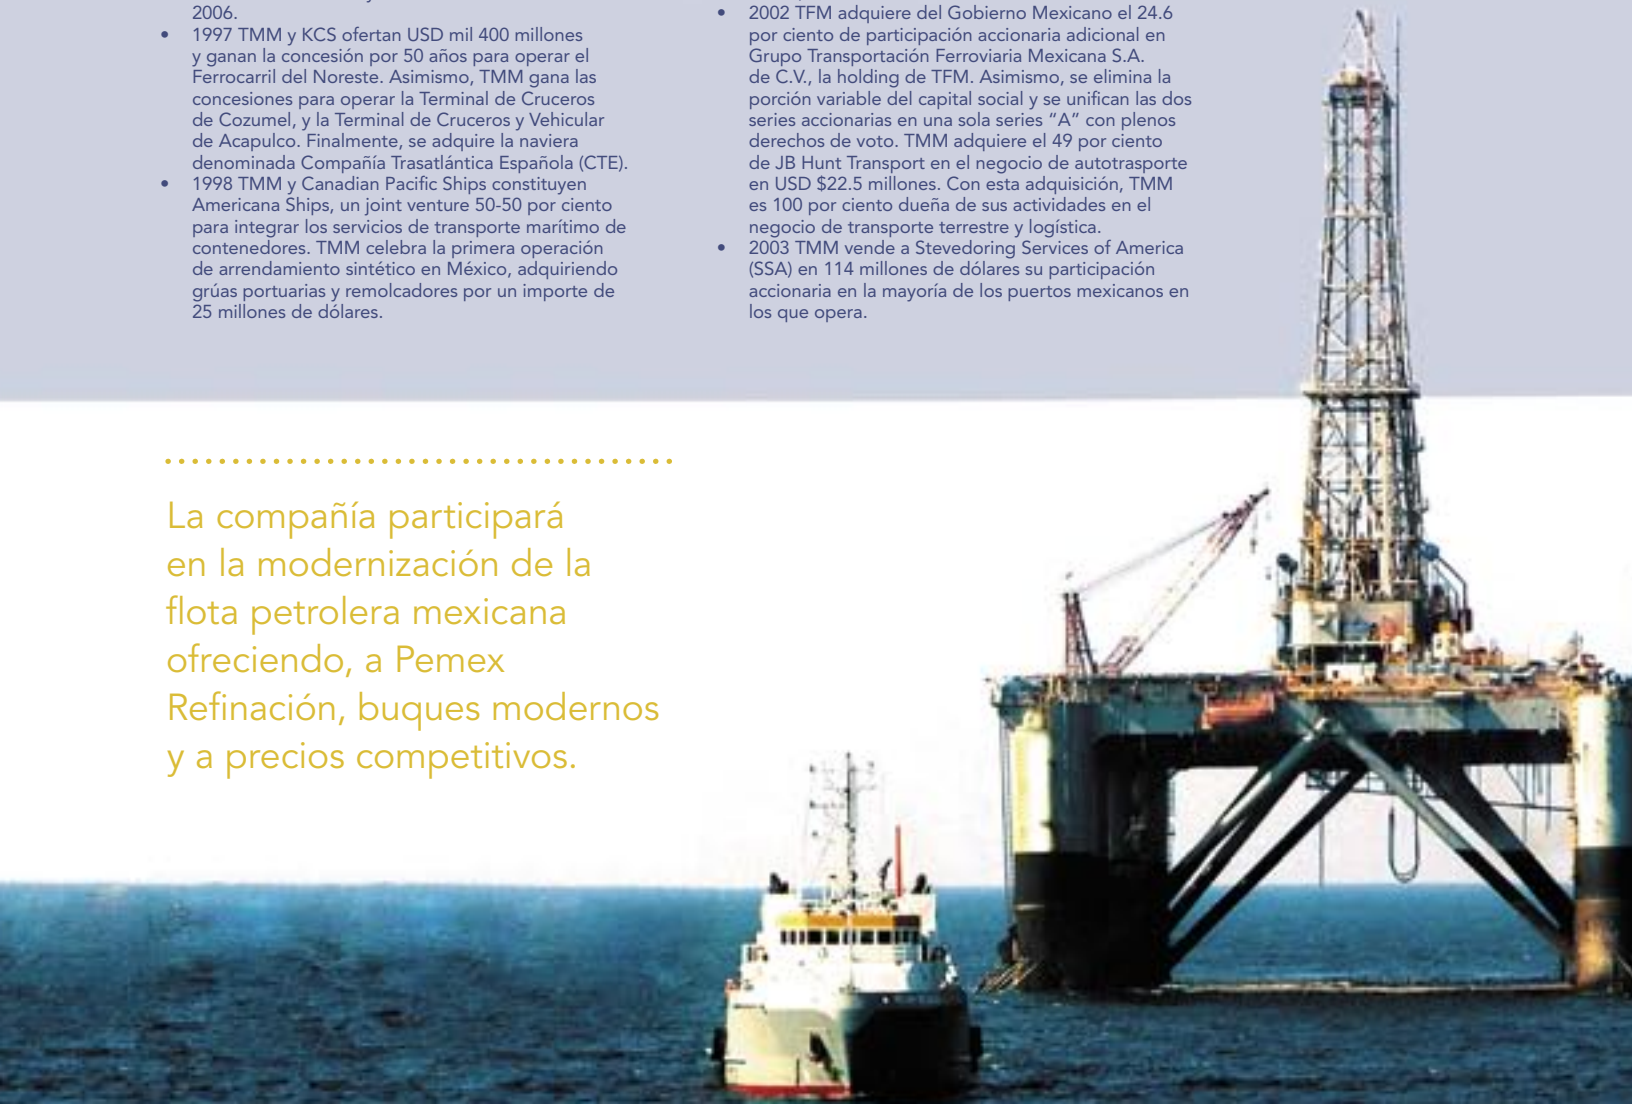 2006.
• 1997 TMM y KCS ofertan USD mil 400 millones
y ganan la concesión por 50 años para operar el
Ferrocarril del Noreste. Asimismo, TMM gana las
concesiones para operar la Terminal de Cruceros
de Cozumel, y la Terminal de Cruceros y Vehicular
de Acapulco. Finalmente, se adquire la naviera
denominada Compañía Trasatlántica Española (CTE).
• 1998 TMM y Canadian Pacific Ships constituyen
Americana Ships, un joint venture 50-50 por ciento
para integrar los servicios de transporte marítimo de
contenedores. TMM celebra la primera operación
de arrendamiento sintético en México, adquiriendo
grúas portuarias y remolcadores por un importe de
25 millones de dólares.
• 2002 TFM adquiere del Gobierno Mexicano el 24.6
por ciento de participación accionaria adicional en
Grupo Transportación Ferroviaria Mexicana S.A.
de C.V., la holding de TFM. Asimismo, se elimina la
porción variable del capital social y se unifican las dos
series accionarias en una sola series “A” con plenos
derechos de voto. TMM adquiere el 49 por ciento
de JB Hunt Transport en el negocio de autotrasporte
en USD $22.5 millones. Con esta adquisición, TMM
es 100 por ciento dueña de sus actividades en el
negocio de transporte terrestre y logística.
• 2003 TMM vende a Stevedoring Services of America
(SSA) en 114 millones de dólares su participación
accionaria en la mayoría de los puertos mexicanos en
los que opera.
La compañía participará
en la modernización de la
flota petrolera mexicana
ofreciendo, a Pemex
Refinación, buques modernos
y a precios competitivos.